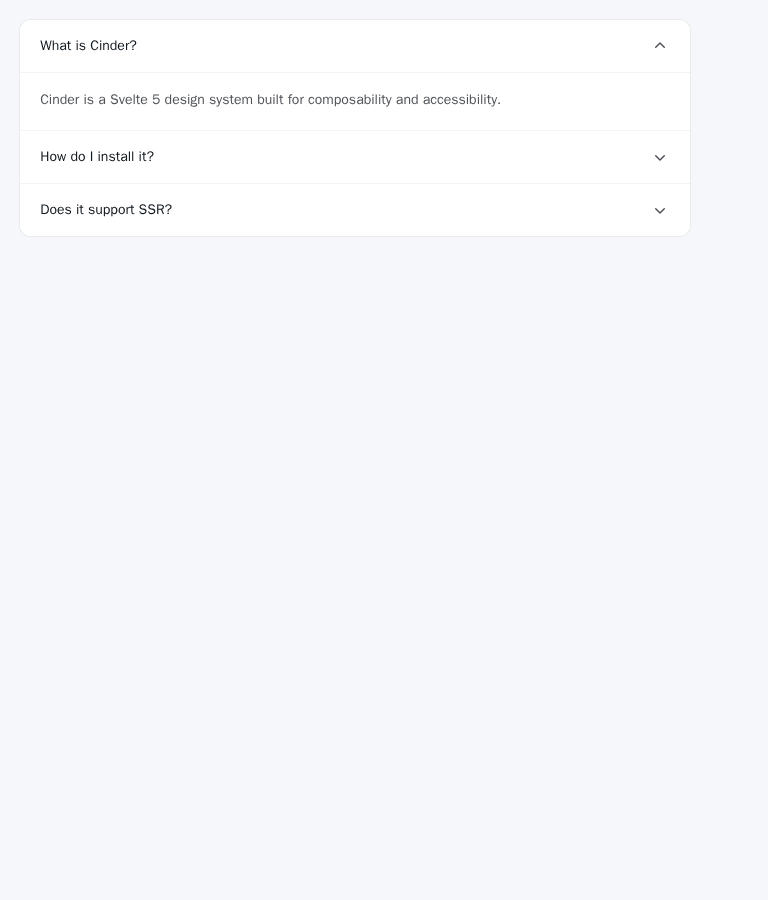 What is Cinder?
Cinder is a Svelte 5 design system built for composability and accessibility.
How do I install it?
Does it support SSR?